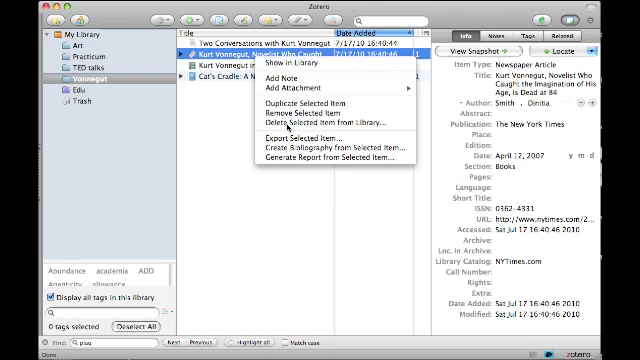 Zotero
My Library
Art
Practicum
TED talks
Vonnegut
Edu
Trash
Abundance academia ADD
allowance
Display all tags in this library
0 tags selected
Deselect All
Title
Date Added
Two Conversations with Kurt Vonnegut
7/17/10 16:40:44
Kurt Vonnegut, Novelist Who Caught
7/17/10 16:40:46
1
Kurt Vonnegut in
Cat's Cradle: A N
1
Show in Library
Add Note
Add Attachment
Duplicate Selected Item
Remove Selected Item
Delete Selected Item from Library...
Export Selected Item...
Create Bibliography from Selected Item...
Generate Report from Selected Item...
Info Notes Tags Related
View Snapshot
Locate
Item Type: Newspaper Article
Title: Kurt Vonnegut, Novelist Who
Caught the Imagination of His
Age, Is Dead at 84
Author: Smith , Dinitia
Abstract:
Publication: The New York Times
Place:
Edition:
Date: April 12, 2007 y m d
Section: Books
Pages:
Language:
Short Title:
ISSN: 0362-4331
URL: http://www.nytimes.com/2...
Accessed: Sat Jul 17 16:40:46 2010
Archive:
Loc. in Archive:
Library Catalog: NYTimes.com
Call Number:
Rights:
Extra:
Date Added: Sat Jul 17 16:40:46 2010
Modified: Sat Jul 17 16:40:46 2010
Find: plag
Next Previous Highlight all Match case
Done
zotero